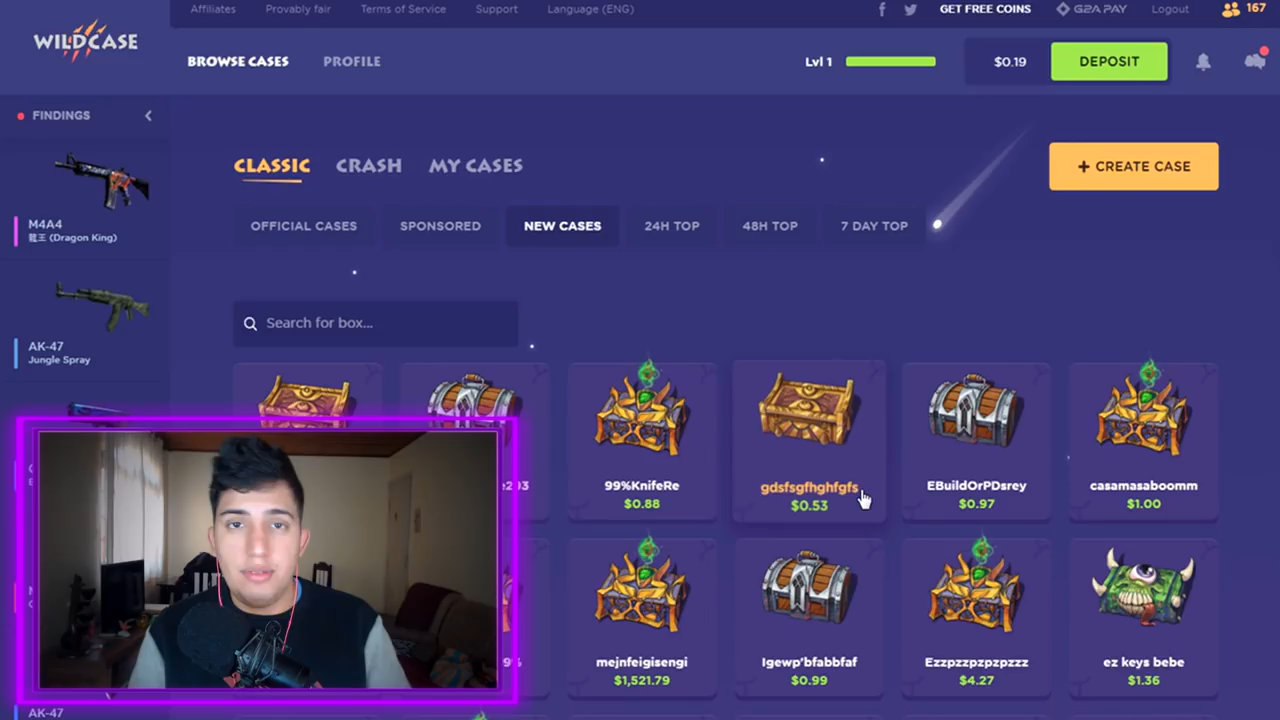 Affiliates Provably fair Terms of Service Support Language (ENG) GET FREE COINS G2A PAY Logout 167
WILDCASE
BROWSE CASES PROFILE Lvl 1 $0.19 DEPOSIT
FINDINGS
CLASSIC CRASH MY CASES + CREATE CASE
M4A4
龍王 (Dragon King)
OFFICIAL CASES SPONSORED NEW CASES 24H TOP 48H TOP 7 DAY TOP
Search for box...
AK-47
Jungle Spray
99%KnifeRe gdsfsgfhghfgfs EBuildOrPDsrey casamasaboomm
$0.88 $0.53 $0.97 $1.00
mejnfeigisengi Igewp'bfabbfaf Ezzpzzpzpzpzzz ez keys bebe
$1,521.79 $0.99 $4.27 $1.36
AK-47